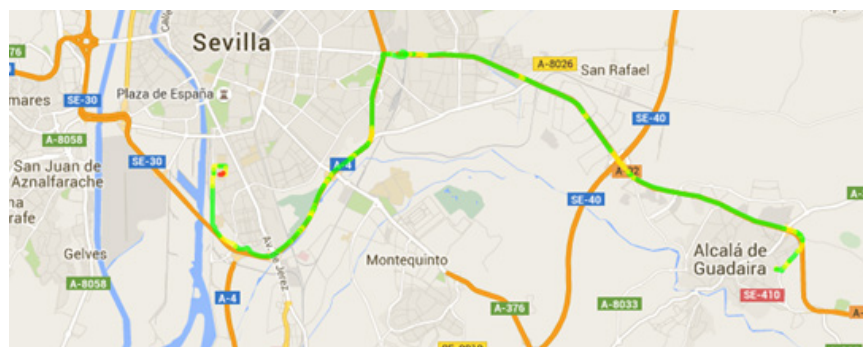 Sevilla
A-8026
San Rafael
Plaza de España
SE-30
mares
A-8058
SE-30
A-4
SE-40
San Juan de
Aznalfarache
SE-40
Gelves
A-8058
Montequinto
Alcalá de
Guadaira
A-4
SE-410
A-376
A-8033